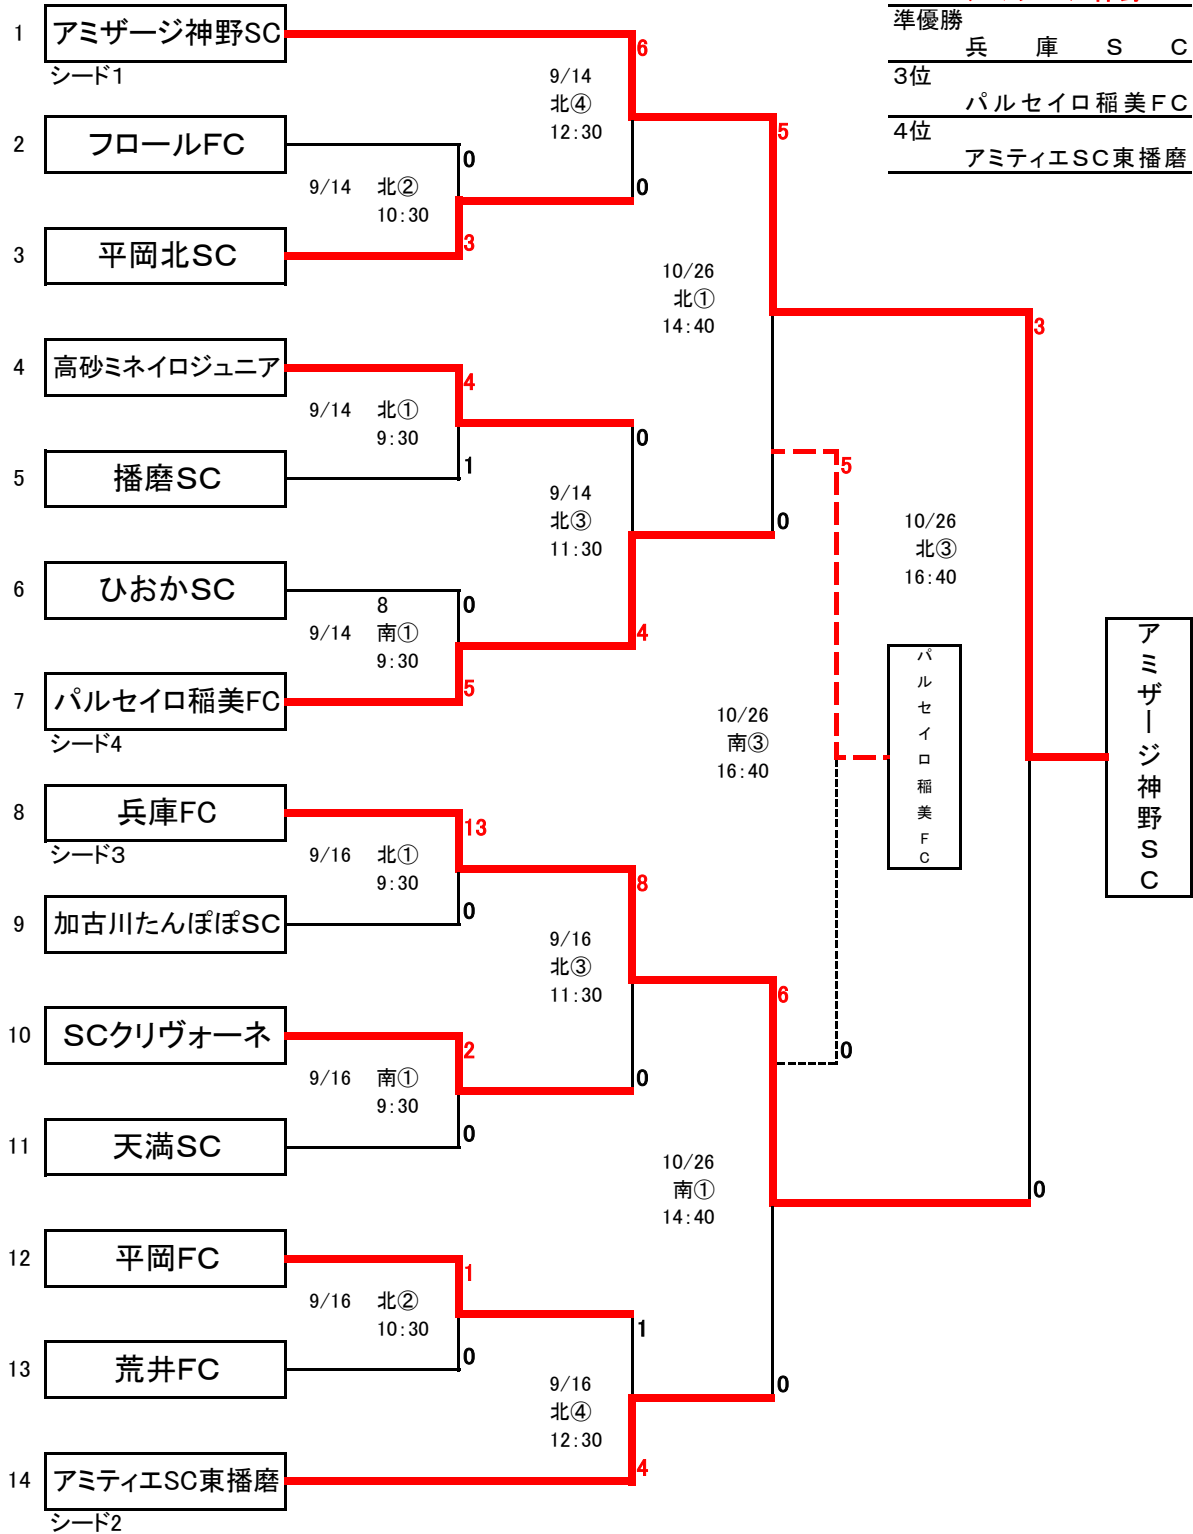 準優勝
兵庫SC
3位
パルセイロ稲美FC
4位
アミティエSC東播磨
1 アミザージ神野SC
シード1
6
9/14
北④
12:30
5
2 フロールFC
0
9/14 北②
10:30
0
3 平岡北SC
3
10/26
北①
14:40
3
4 高砂ミネイロジュニア
4
9/14 北①
9:30
0
5 播磨SC
1
5
9/14
北③
11:30
0
10/26
北③
16:40
6 ひおかSC
0
8
9/14 南①
9:30
4
7 パルセイロ稲美FC
5
シード4
10/26
南③
16:40
パルセイロ稲美FC
アミザージ神野SC
8 兵庫FC
13
シード3
9/16 北①
9:30
8
9 加古川たんぽぽSC
0
9/16
北③
11:30
6
10 SCクリヴォーネ
2
0
9/16 南①
9:30
0
11 天満SC
0
10/26
南①
14:40
0
12 平岡FC
1
9/16 北②
10:30
1
13 荒井FC
0
9/16
北④
12:30
0
14 アミティエSC東播磨
4
シード2